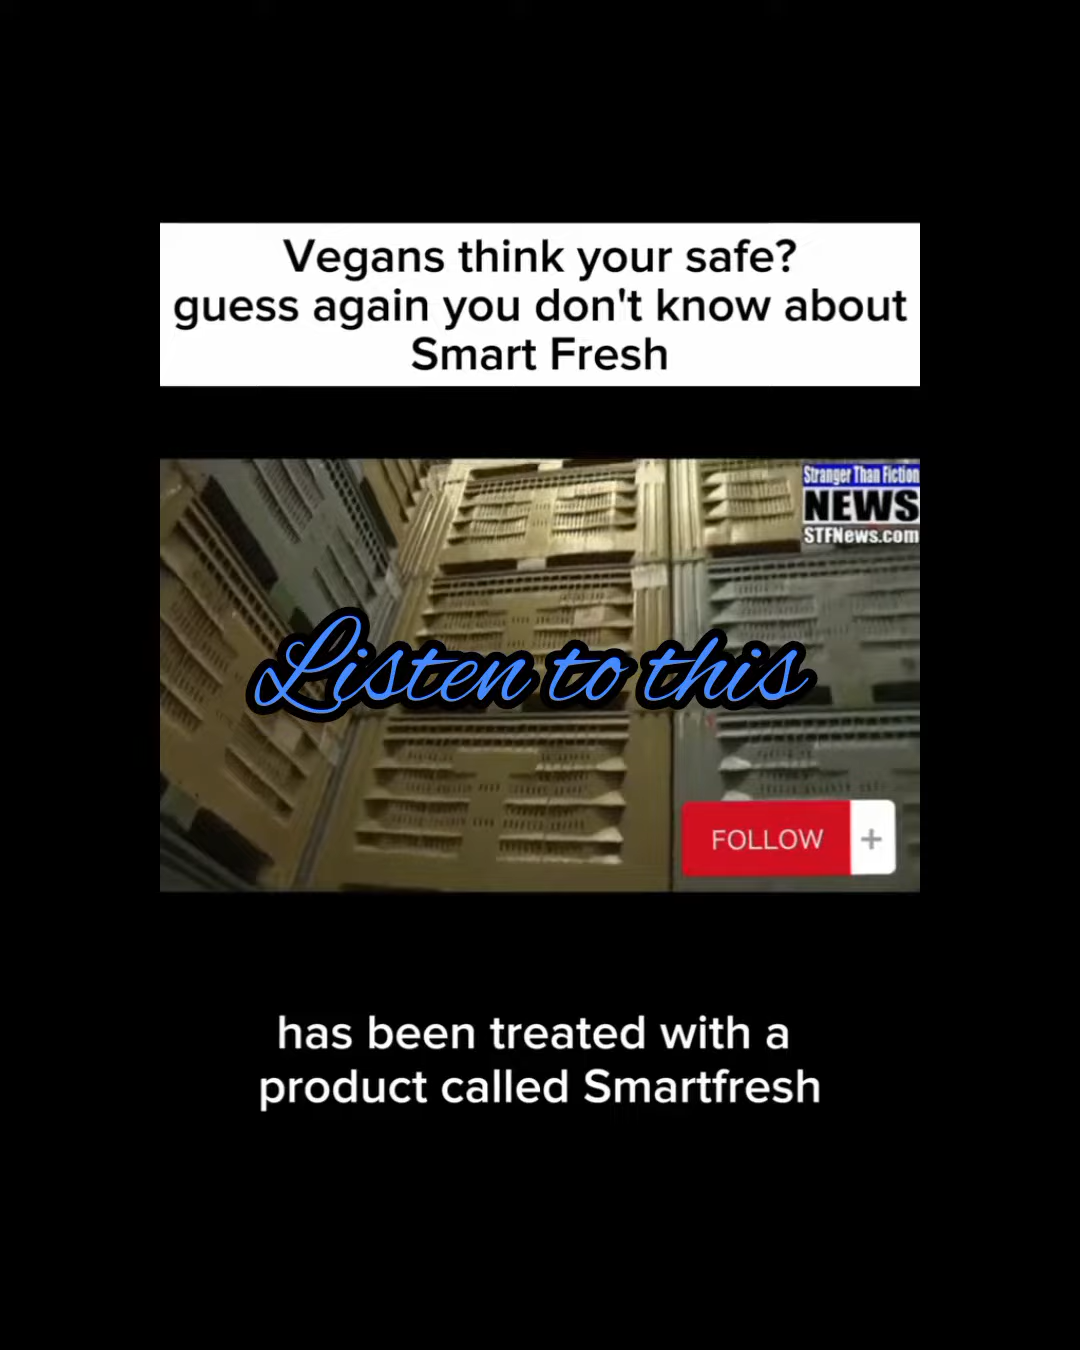 Vegans think your safe?
guess again you don't know about
Smart Fresh
Stranger Than Fiction
NEWS
STFNews.com
Listen to this
FOLLOW +
has been treated with a
product called Smartfresh